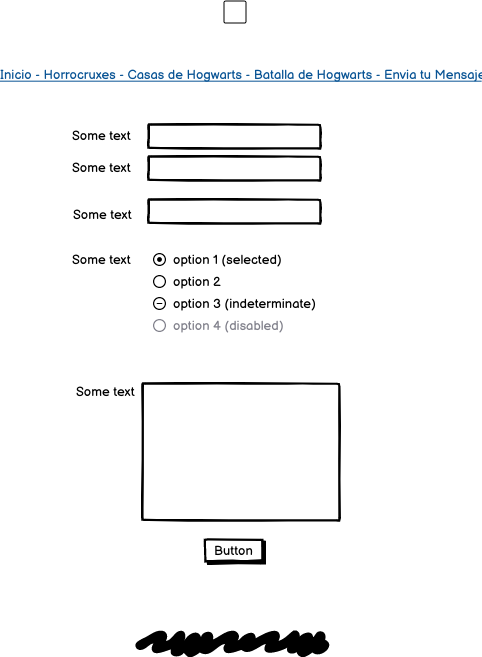 Inicio - Horrocruxes - Casas de Hogwarts - Batalla de Hogwarts - Envia tu Mensaje
Some text
Some text
Some text
Some text
option 1 (selected)
option 2
option 3 (indeterminate)
option 4 (disabled)
Some text
Button